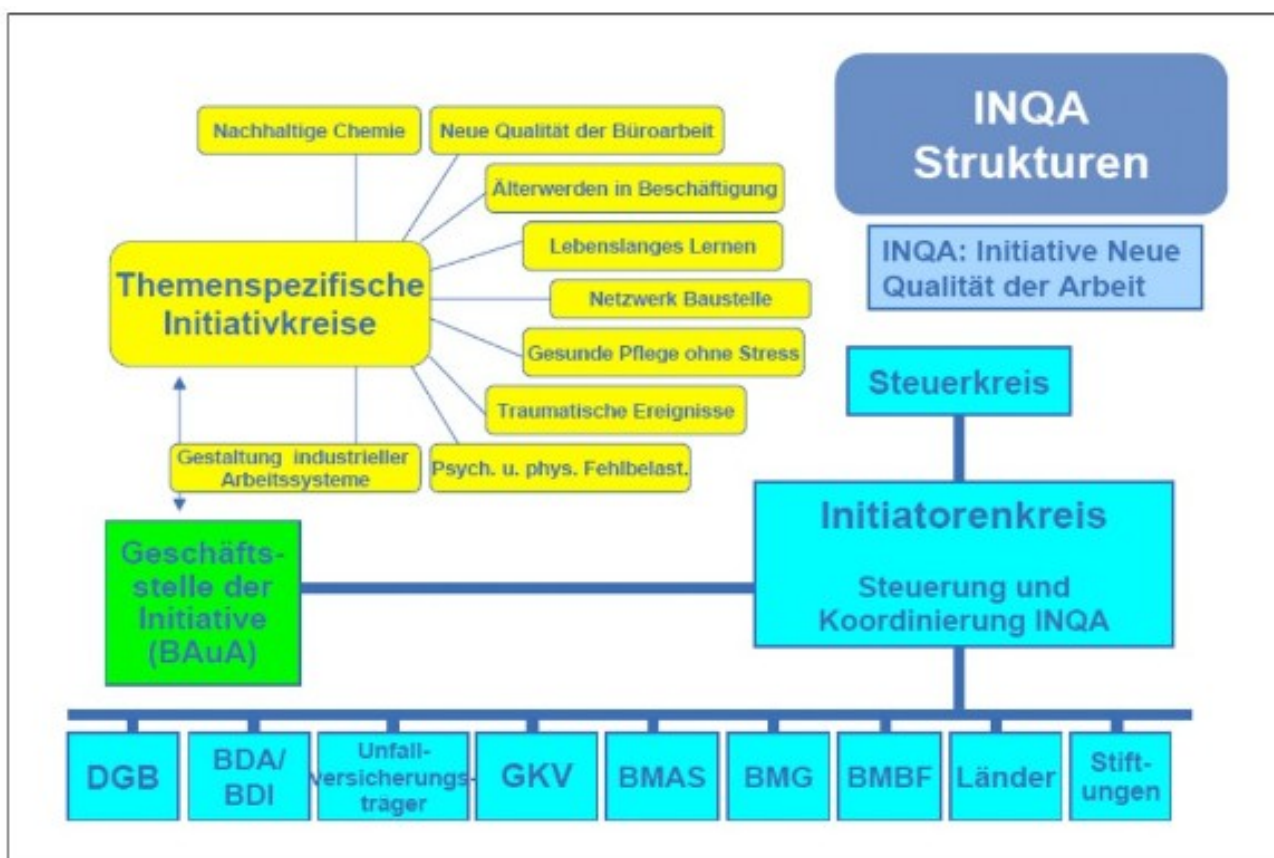 INQA
Strukturen
INQA: Initiative Neue
Qualität der Arbeit
Nachhaltige Chemie
Neue Qualität der Büroarbeit
Älterwerden in Beschäftigung
Lebenslanges Lernen
Themenspezifische
Initiativkreise
Netzwerk Baustelle
Gesunde Pflege ohne Stress
Traumatische Ereignisse
Gestaltung industrieller
Arbeitssysteme
Psych. u. phys. Fehlbelast.
Steuerkreis
Initiatorenkreis
Steuerung und
Koordinierung INQA
Geschäfts-
stelle der
Initiative
(BAuA)
DGB
BDA/
BDI
Unfall-
versicherungs-
träger
GKV
BMAS
BMG
BMBF
Länder
Stift-
ungen